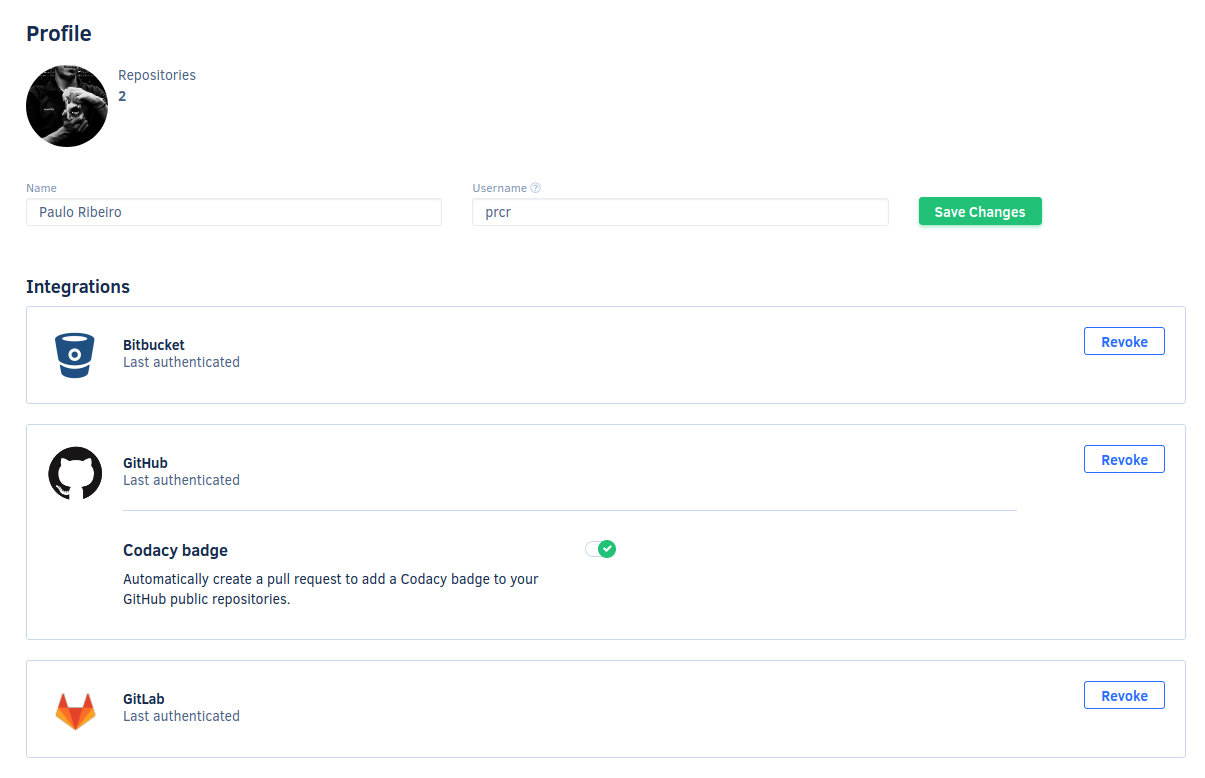 Profile
Repositories
2
Name
Username
Paulo Ribeiro
prcr
Save Changes
Integrations
Bitbucket
Last authenticated
Revoke
GitHub
Last authenticated
Revoke
Codacy badge
Automatically create a pull request to add a Codacy badge to your
GitHub public repositories.
GitLab
Last authenticated
Revoke